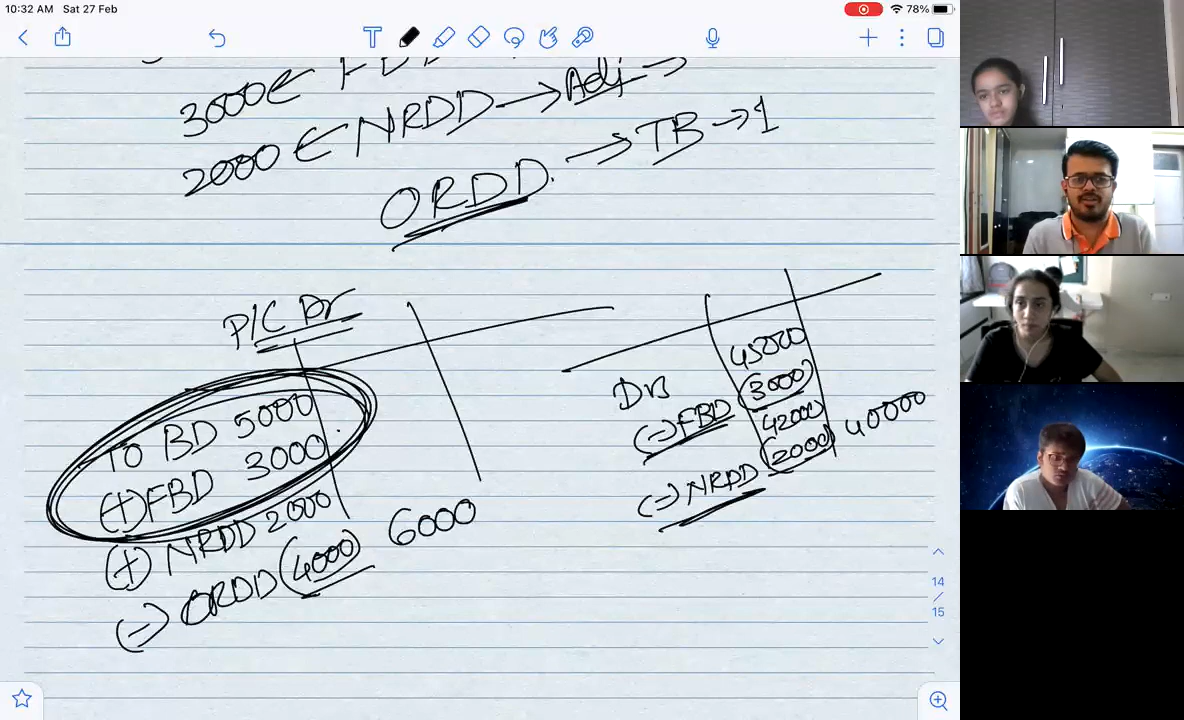 10:32 AM Sat 27 Feb
78%
T
3000 ← FBD
2000 ← NRDD → Adj →
ORDD. → TB → 1
P/C Dr
TO BD 5000
(+) FBD 3000
(+) NRDD 2000
(-) ORDD (4000) 6000
45000
DRS (3000)
(-) FBD 42000
(-) NRDD (2000) 40000
14
/
15